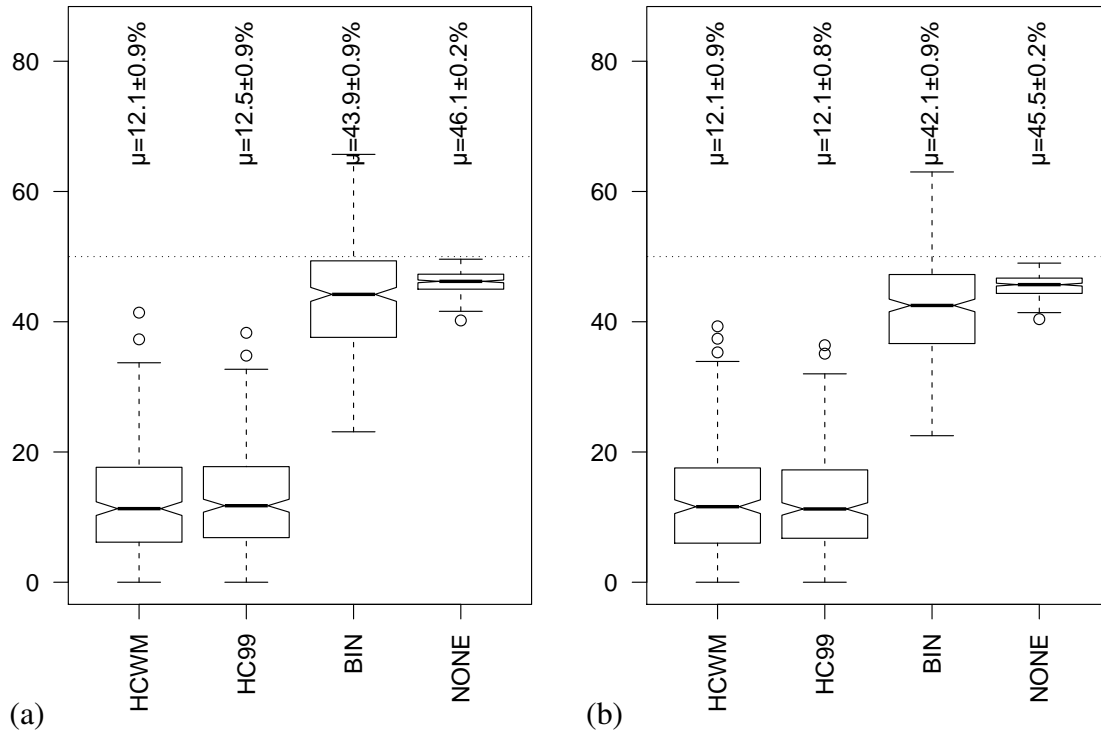 80
60
40
20
0
μ=12.1±0.9%
μ=12.5±0.9%
μ=43.9±0.9%
μ=46.1±0.2%
HCWM
HC99
BIN
NONE
(a)
80
60
40
20
0
μ=12.1±0.9%
μ=12.1±0.8%
μ=42.1±0.9%
μ=45.5±0.2%
HCWM
HC99
BIN
NONE
(b)